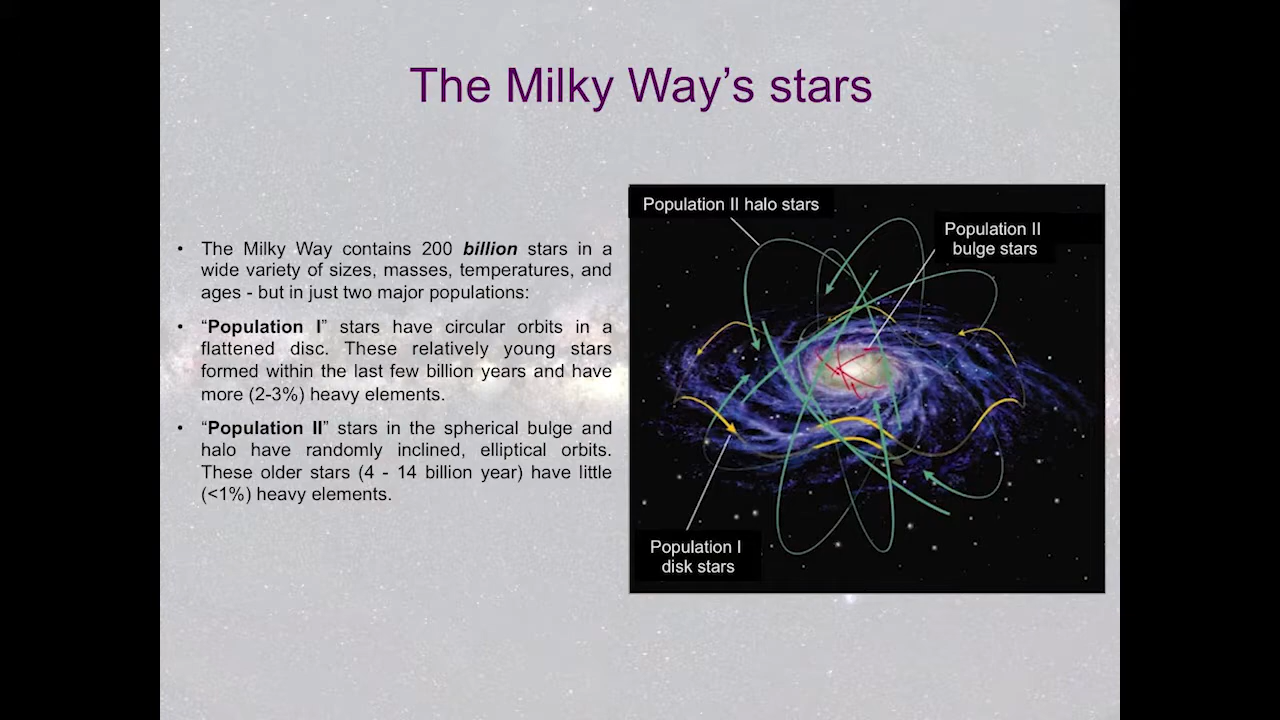 The Milky Way’s stars
• The Milky Way contains 200 billion stars in a
wide variety of sizes, masses, temperatures, and
ages - but in just two major populations:
• “Population I” stars have circular orbits in a
flattened disc. These relatively young stars
formed within the last few billion years and have
more (2-3%) heavy elements.
• “Population II” stars in the spherical bulge and
halo have randomly inclined, elliptical orbits.
These older stars (4 - 14 billion year) have little
(<1%) heavy elements.
Population II halo stars
Population II
bulge stars
Population I
disk stars